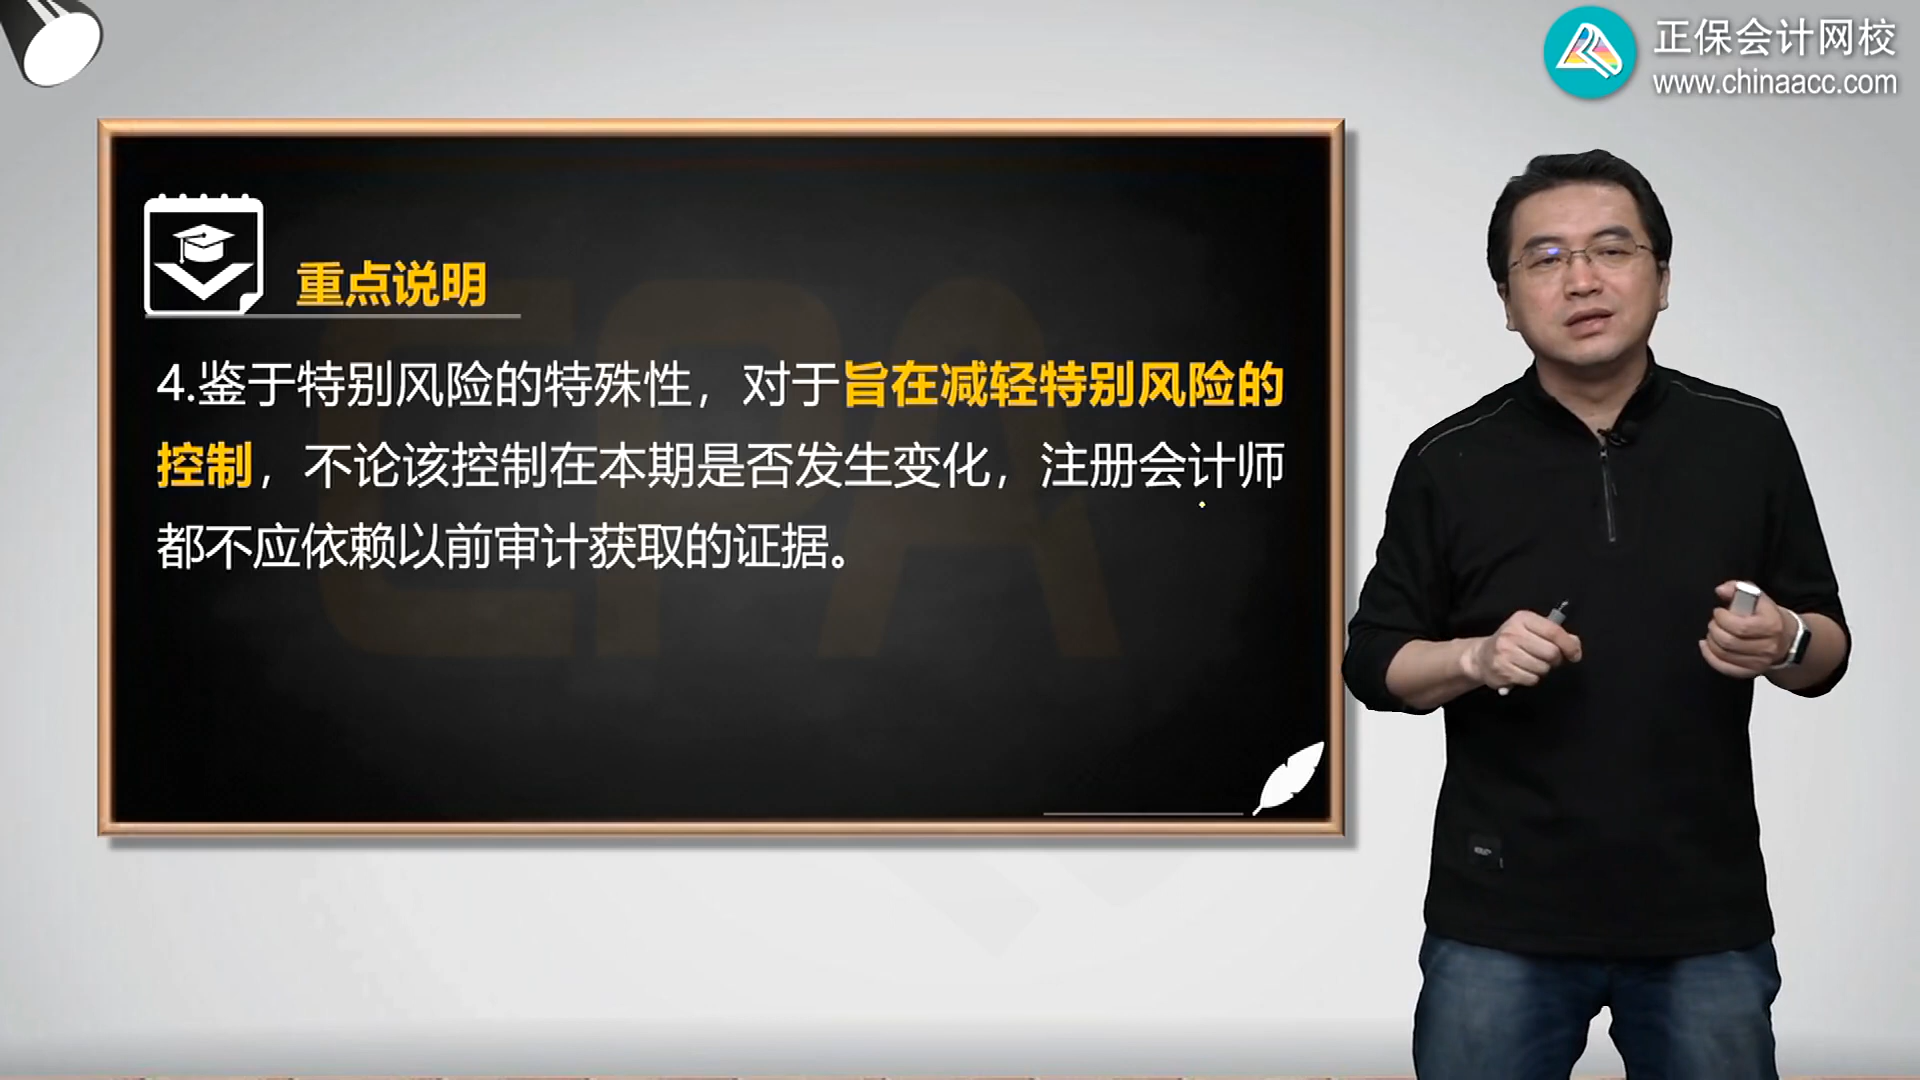 正保会计网校
www.chinaacc.com
重点说明
4.鉴于特别风险的特殊性，对于旨在减轻特别风险的
控制，不论该控制在本期是否发生变化，注册会计师
都不应依赖以前审计获取的证据。
CPA